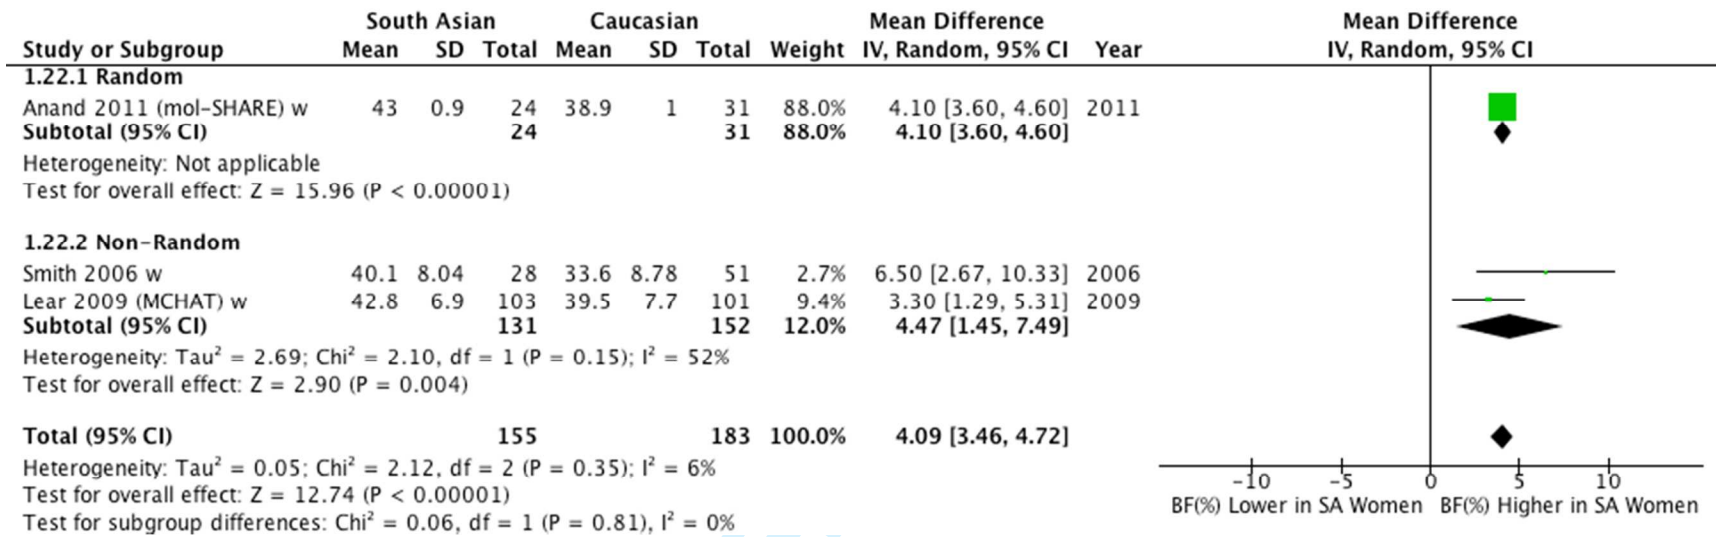 South Asian Caucasian Mean Difference Mean Difference
Study or Subgroup Mean SD Total Mean SD Total Weight IV, Random, 95% CI Year IV, Random, 95% CI
1.22.1 Random
Anand 2011 (mol-SHARE) w 43 0.9 24 38.9 1 31 88.0% 4.10 [3.60, 4.60] 2011
Subtotal (95% CI) 24 31 88.0% 4.10 [3.60, 4.60]
Heterogeneity: Not applicable
Test for overall effect: Z = 15.96 (P < 0.00001)
1.22.2 Non-Random
Smith 2006 w 40.1 8.04 28 33.6 8.78 51 2.7% 6.50 [2.67, 10.33] 2006
Lear 2009 (MCHAT) w 42.8 6.9 103 39.5 7.7 101 9.4% 3.30 [1.29, 5.31] 2009
Subtotal (95% CI) 131 152 12.0% 4.47 [1.45, 7.49]
Heterogeneity: Tau² = 2.69; Chi² = 2.10, df = 1 (P = 0.15); I² = 52%
Test for overall effect: Z = 2.90 (P = 0.004)
Total (95% CI) 155 183 100.0% 4.09 [3.46, 4.72]
Heterogeneity: Tau² = 0.05; Chi² = 2.12, df = 2 (P = 0.35); I² = 6%
Test for overall effect: Z = 12.74 (P < 0.00001)
Test for subgroup differences: Chi² = 0.06, df = 1 (P = 0.81), I² = 0%
-10 -5 0 5 10
BF(%) Lower in SA Women BF(%) Higher in SA Women